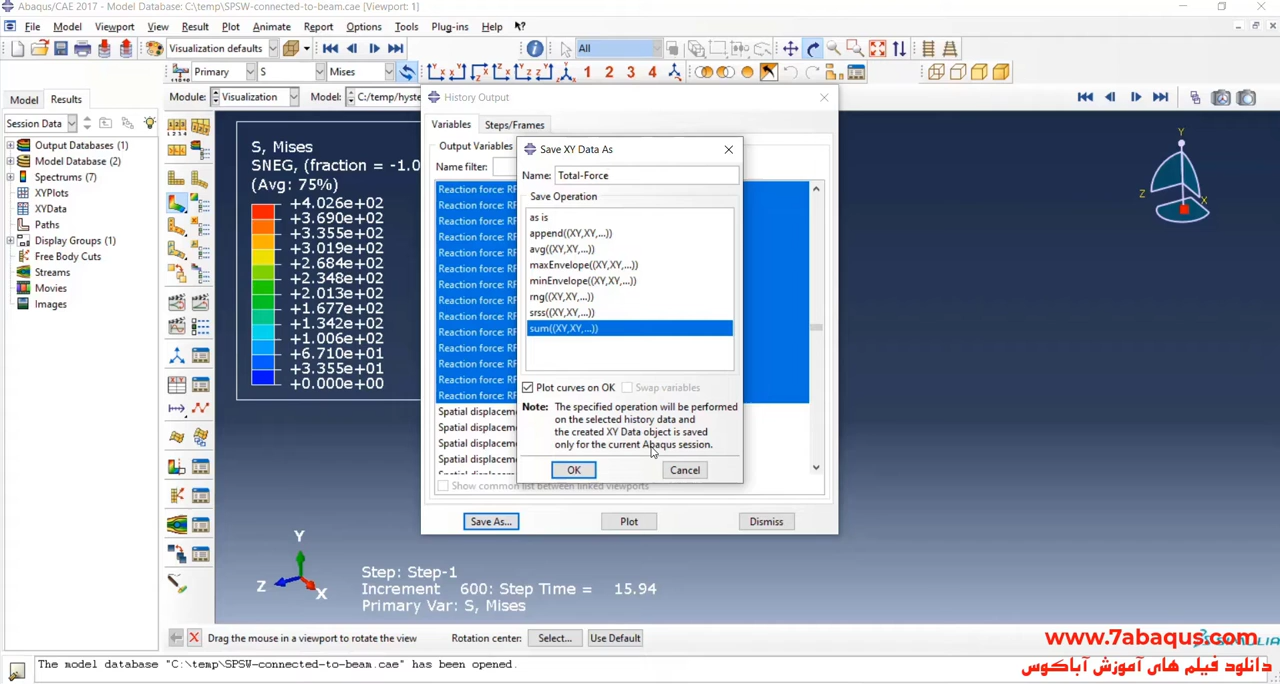 Abaqus/CAE 2017 - Model Database: C:\temp\SPSW-connected-to-beam.cae [Viewport: 1]
File Model Viewport View Result Plot Animate Report Options Tools Plug-ins Help
Visualization defaults All
Primary S Mises 1 2 3 4
Model Results Module: Visualization Model: C:/temp/hyste
Session Data
Output Databases (1)
Model Database (2)
Spectrums (7)
XYPlots
XYData
Paths
Display Groups (1)
Free Body Cuts
Streams
Movies
Images
S, Mises
SNEG, (fraction = -1.0
(Avg: 75%)
+4.026e+02
+3.690e+02
+3.355e+02
+3.019e+02
+2.684e+02
+2.348e+02
+2.013e+02
+1.677e+02
+1.342e+02
+1.006e+02
+6.710e+01
+3.355e+01
+0.000e+00
History Output
Variables Steps/Frames
Output Variables
Name filter:
Reaction force: RF
Reaction force: RF
Reaction force: RF
Reaction force: RF
Reaction force: RF
Reaction force: RF
Reaction force: RF
Reaction force: RF
Reaction force: RF
Reaction force: RF
Reaction force: RF
Reaction force: RF
Reaction force: RF
Reaction force: RF
Spatial displaceme
Spatial displaceme
Spatial displaceme
Spatial displaceme
Show common list between linked viewports
Save As... Plot Dismiss
Save XY Data As
Name: Total-Force
Save Operation
as is
append((XY,XY,...))
avg((XY,XY,...))
maxEnvelope((XY,XY,...))
minEnvelope((XY,XY,...))
rng((XY,XY,...))
srss((XY,XY,...))
sum((XY,XY,...))
Plot curves on OK Swap variables
Note: The specified operation will be performed
on the selected history data and
the created XY Data object is saved
only for the current Abaqus session.
OK Cancel
Y
Z X
Y
Z X
Step: Step-1
Increment 600: Step Time = 15.94
Primary Var: S, Mises
Drag the mouse in a viewport to rotate the view Rotation center: Select... Use Default
www.7abaqus.com
دانلود فیلم های آموزش آباکوس
The model database "C:\temp\SPSW-connected-to-beam.cae" has been opened.